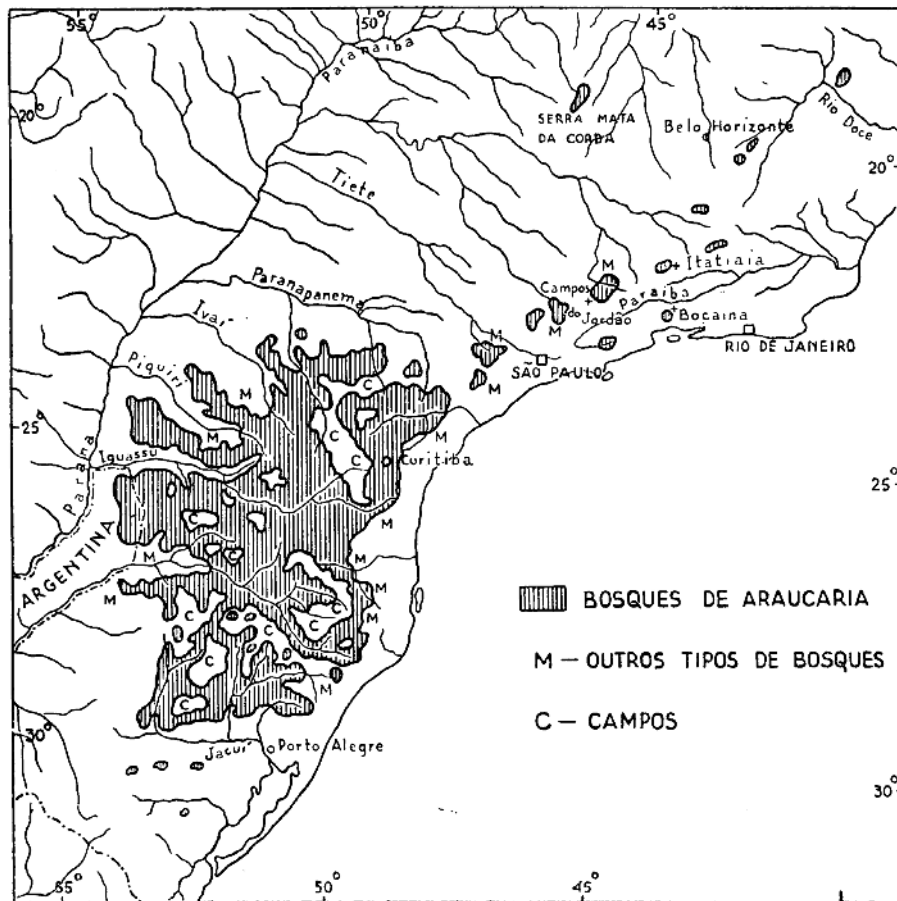 55°
50°
45°
Paranaiba
20°
SERRA MATA
DA CORDA
Belo Horizonte
Rio Doce
20°
Tiete
M
Itatiaia
Campos
do Jordão
Paraiba
Bocaina
Paranapanema
Ivaí
M
M
RIO DE JANEIRO
SÃO PAULO
Piquiri
M
C
M
M
25°
M
C
M
Iguassu
C
Curitiba
25°
Parana
C
M
ARGENTINA
M
C
M
M
C
C
C
M
BOSQUES DE ARAUCARIA
C
M
M — OUTROS TIPOS DE BOSQUES
C
C — CAMPOS
30°
Jacuí
Porto Alegre
30°
55°
50°
45°